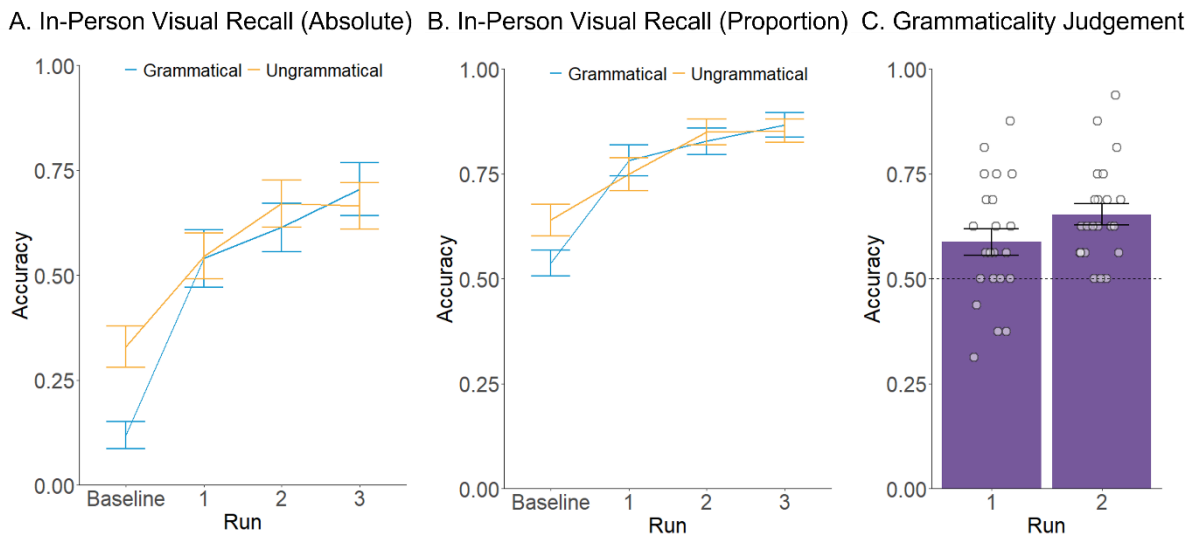 A. In-Person Visual Recall (Absolute) B. In-Person Visual Recall (Proportion) C. Grammaticality Judgement
Grammatical Ungrammatical
1.00
0.75
0.50
0.25
0.00
Accuracy
Baseline 1 2 3
Run
Grammatical Ungrammatical
1.00
0.75
0.50
0.25
0.00
Accuracy
Baseline 1 2 3
Run
1.00
0.75
0.50
0.25
0.00
Accuracy
1 2
Run